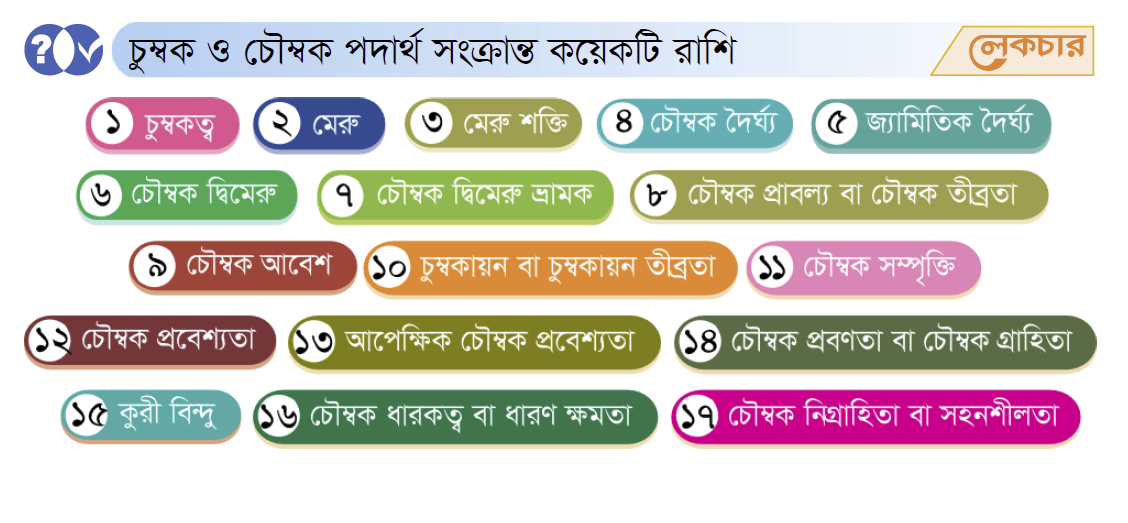 চুম্বক ও চৌম্বক পদার্থ সংক্রান্ত কয়েকটি রাশি লেকচার
১ চুম্বকত্ব ২ মেরু ৩ মেরু শক্তি ৪ চৌম্বক দৈর্ঘ্য ৫ জ্যামিতিক দৈর্ঘ্য
৬ চৌম্বক দ্বিমেরু ৭ চৌম্বক দ্বিমেরু ভ্রামক ৮ চৌম্বক প্রাবল্য বা চৌম্বক তীব্রতা
৯ চৌম্বক আবেশ ১০ চুম্বকায়ন বা চুম্বকায়ন তীব্রতা ১১ চৌম্বক সম্পৃক্তি
১২ চৌম্বক প্রবেশ্যতা ১৩ আপেক্ষিক চৌম্বক প্রবেশ্যতা ১৪ চৌম্বক প্রবণতা বা চৌম্বক গ্রাহিতা
১৫ কুরী বিন্দু ১৬ চৌম্বক ধারকত্ব বা ধারণ ক্ষমতা ১৭ চৌম্বক নিগ্রাহিতা বা সহনশীলতা